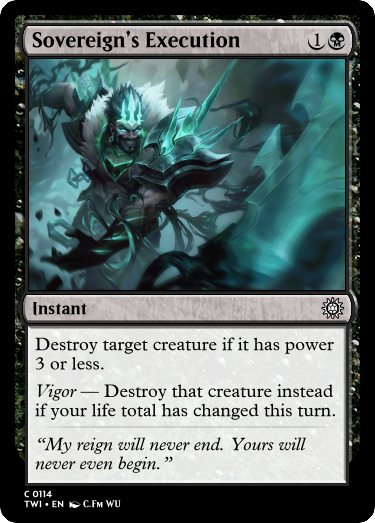 Sovereign's Execution 1
Instant
Destroy target creature if it has power
3 or less.
Vigor — Destroy that creature instead
if your life total has changed this turn.
“My reign will never end. Yours will
never even begin.”
C 0114
TWI • EN C.Fm WU